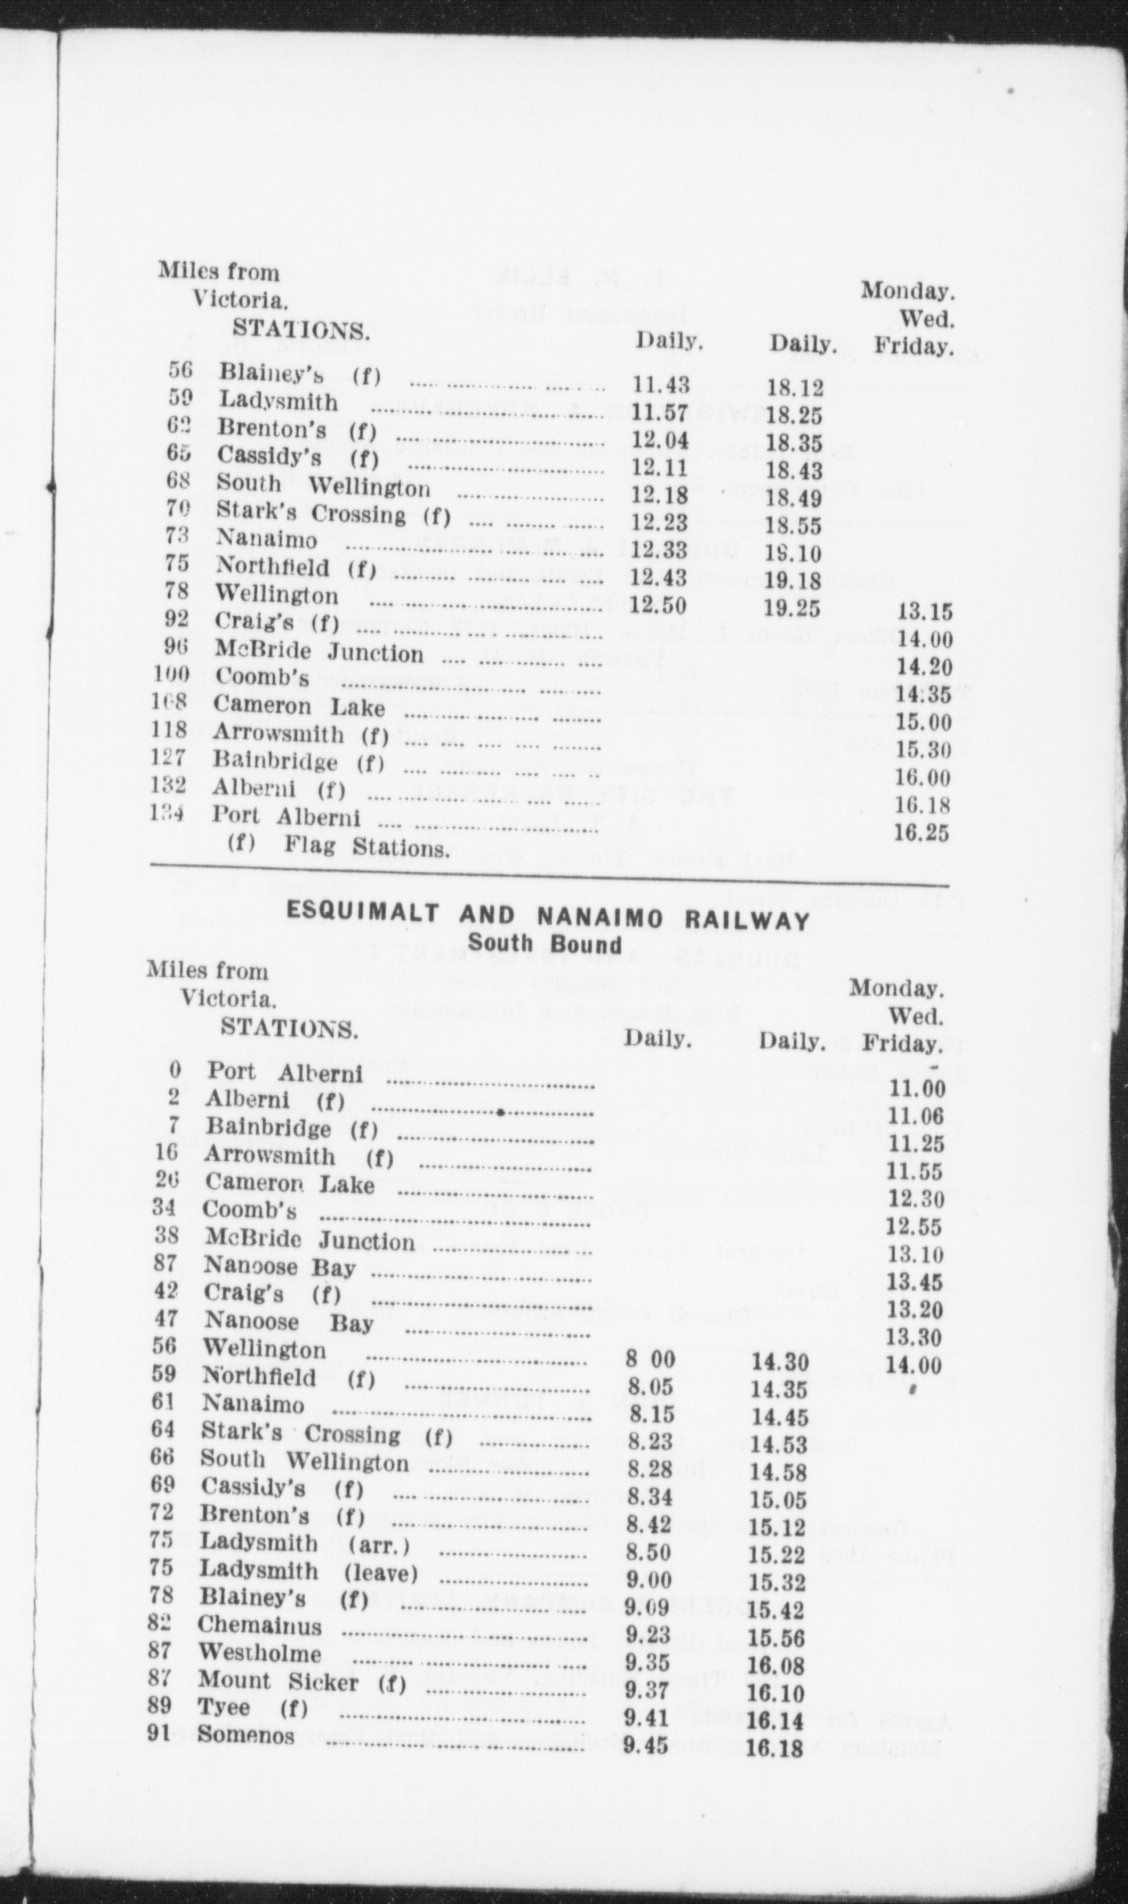 Miles from
Victoria. Monday.
Wed.
STATIONS. Daily. Daily. Friday.
56 Blainey's (f) 11.43 18.12
59 Ladysmith 11.57 18.25
62 Brenton's (f) 12.04 18.35
65 Cassidy's (f) 12.11 18.43
68 South Wellington 12.18 18.49
70 Stark's Crossing (f) 12.23 18.55
73 Nanaimo 12.33 19.10
75 Northfield (f) 12.43 19.18
78 Wellington 12.50 19.25 13.15
92 Craig's (f) 14.00
96 McBride Junction 14.20
100 Coomb's 14.35
108 Cameron Lake 15.00
118 Arrowsmith (f) 15.30
127 Bainbridge (f) 16.00
132 Alberni (f) 16.18
134 Port Alberni 16.25
(f) Flag Stations.
ESQUIMALT AND NANAIMO RAILWAY
South Bound
Miles from
Victoria. Monday.
Wed.
STATIONS. Daily. Daily. Friday.
0 Port Alberni 11.00
2 Alberni (f) 11.06
7 Bainbridge (f) 11.25
16 Arrowsmith (f) 11.55
26 Cameron Lake 12.30
34 Coomb's 12.55
38 McBride Junction 13.10
87 Nanoose Bay 13.45
42 Craig's (f) 13.20
47 Nanoose Bay 13.30
56 Wellington 8 00 14.30 14.00
59 Northfield (f) 8.05 14.35
61 Nanaimo 8.15 14.45
64 Stark's Crossing (f) 8.23 14.53
66 South Wellington 8.28 14.58
69 Cassidy's (f) 8.34 15.05
72 Brenton's (f) 8.42 15.12
75 Ladysmith (arr.) 8.50 15.22
75 Ladysmith (leave) 9.00 15.32
78 Blainey's (f) 9.09 15.42
82 Chemainus 9.23 15.56
87 Westholme 9.35 16.08
87 Mount Sicker (f) 9.37 16.10
89 Tyee (f) 9.41 16.14
91 Somenos 9.45 16.18